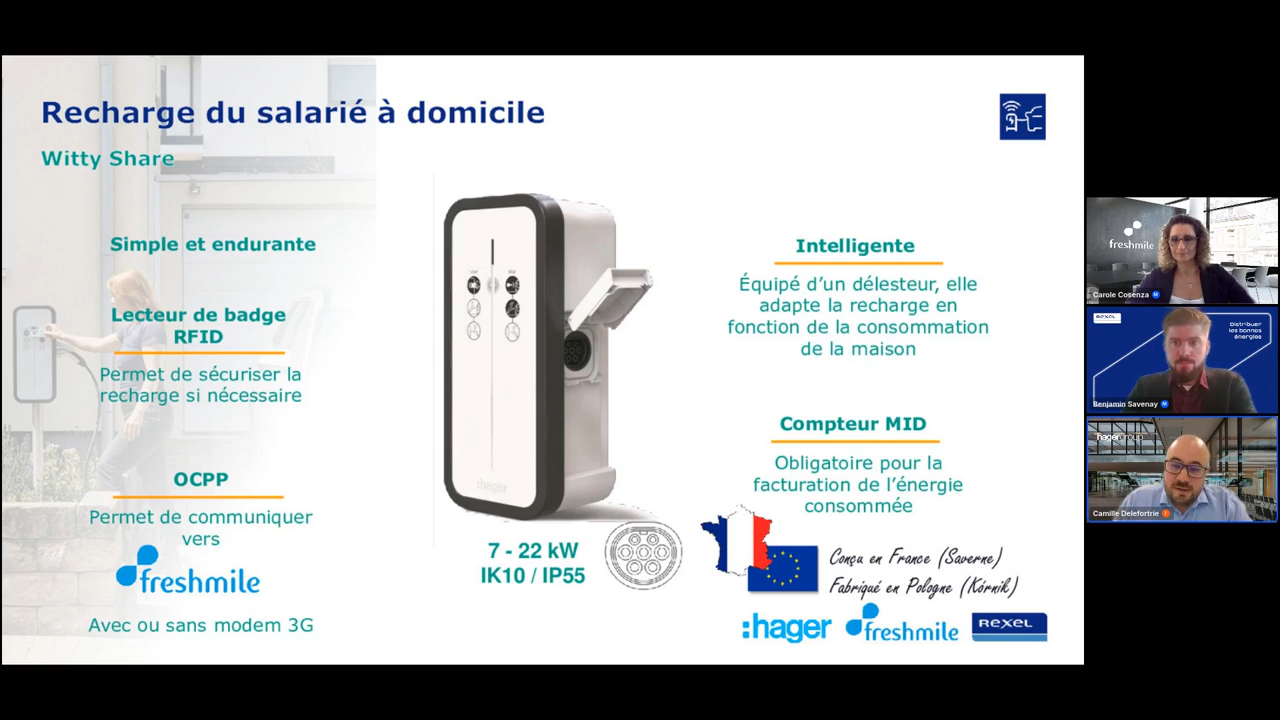 Recharge du salarié à domicile
Witty Share
Simple et endurante
Lecteur de badge
RFID
Permet de sécuriser la
recharge si nécessaire
OCPP
Permet de communiquer
vers
freshmile
Avec ou sans modem 3G
:hager
7 - 22 kW
IK10 / IP55
Intelligente
Équipé d’un délesteur, elle
adapte la recharge en
fonction de la consommation
de la maison
Compteur MID
Obligatoire pour la
facturation de l’énergie
consommée
Conçu en France (Saverne)
Fabriqué en Pologne (Kórnik)
:hager
freshmile
REXEL
freshmile
Carole Cosenza
REXEL
Distribuer
les bonnes
énergies
Benjamin Savenay
:hagergroup
Camille Delefortrie